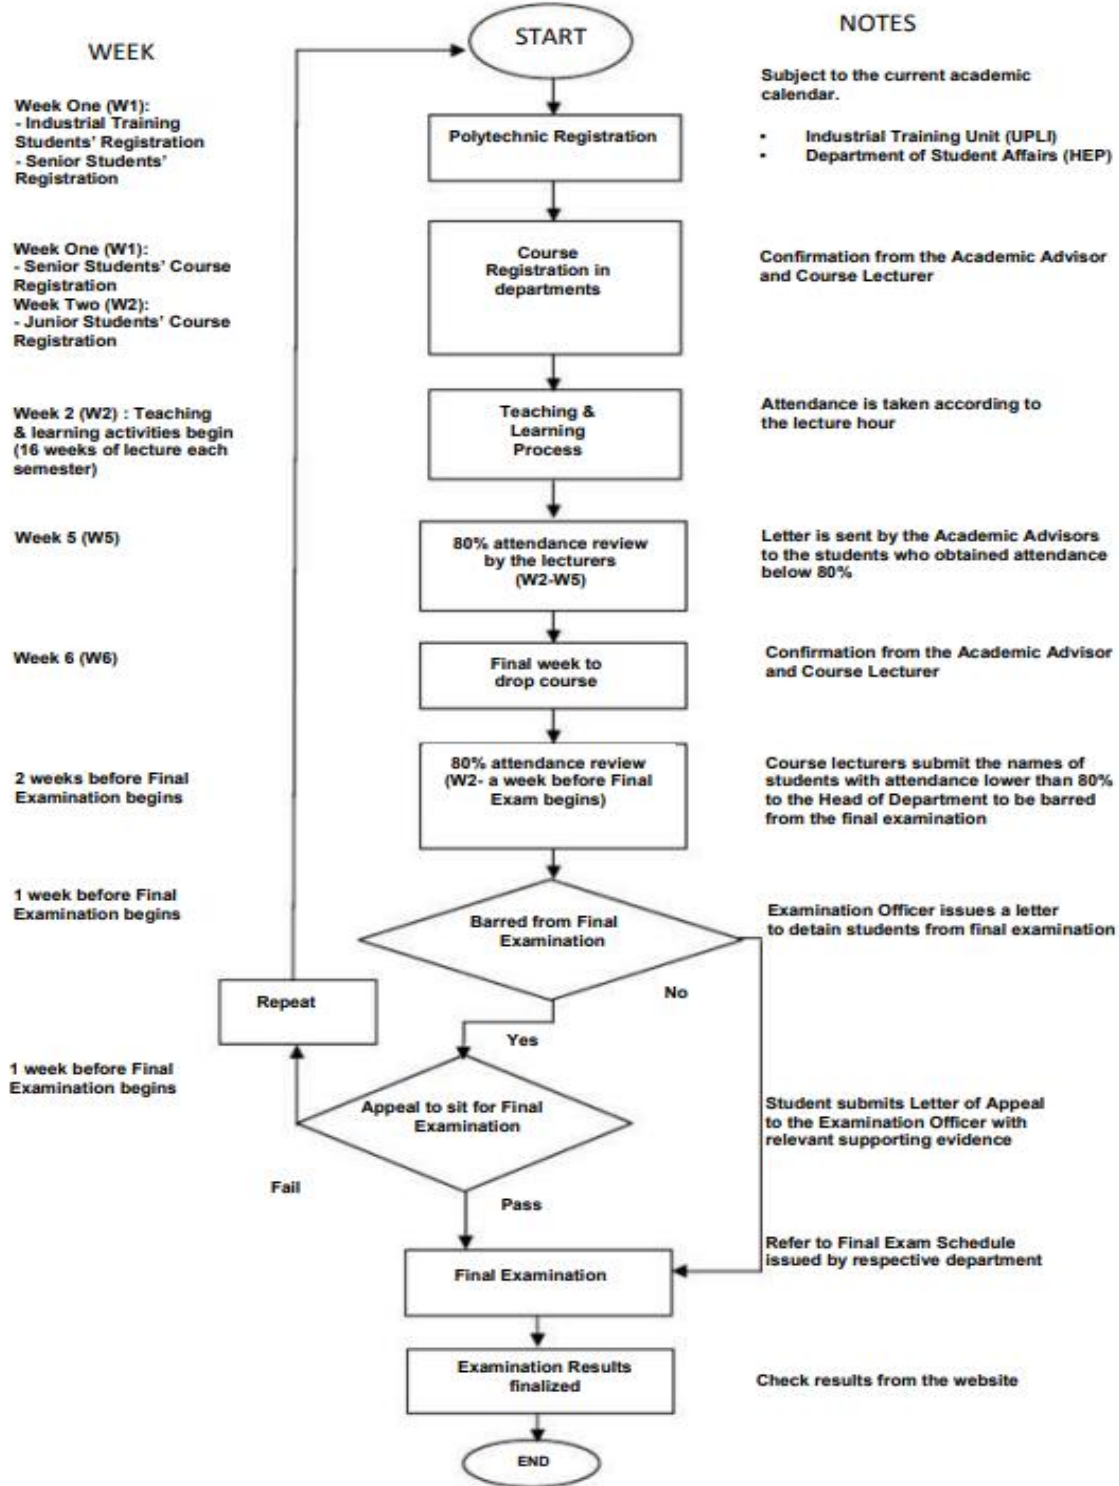 WEEK
START
NOTES
Week One (W1):
- Industrial Training
Students' Registration
- Senior Students'
Registration
Polytechnic Registration
Subject to the current academic
calendar.
• Industrial Training Unit (UPLI)
• Department of Student Affairs (HEP)
Week One (W1):
- Senior Students' Course
Registration
Week Two (W2):
- Junior Students' Course
Registration
Course
Registration in
departments
Confirmation from the Academic Advisor
and Course Lecturer
Week 2 (W2) : Teaching
& learning activities begin
(16 weeks of lecture each
semester)
Teaching &
Learning
Process
Attendance is taken according to
the lecture hour
Week 5 (W5)
80% attendance review
by the lecturers
(W2-W5)
Letter is sent by the Academic Advisors
to the students who obtained attendance
below 80%
Week 6 (W6)
Final week to
drop course
Confirmation from the Academic Advisor
and Course Lecturer
2 weeks before Final
Examination begins
80% attendance review
(W2- a week before Final
Exam begins)
Course lecturers submit the names of
students with attendance lower than 80%
to the Head of Department to be barred
from the final examination
1 week before Final
Examination begins
Barred from Final
Examination
Examination Officer issues a letter
to detain students from final examination
No
Repeat
Yes
1 week before Final
Examination begins
Appeal to sit for Final
Examination
Student submits Letter of Appeal
to the Examination Officer with
relevant supporting evidence
Fail
Pass
Refer to Final Exam Schedule
issued by respective department
Final Examination
Examination Results
finalized
Check results from the website
END